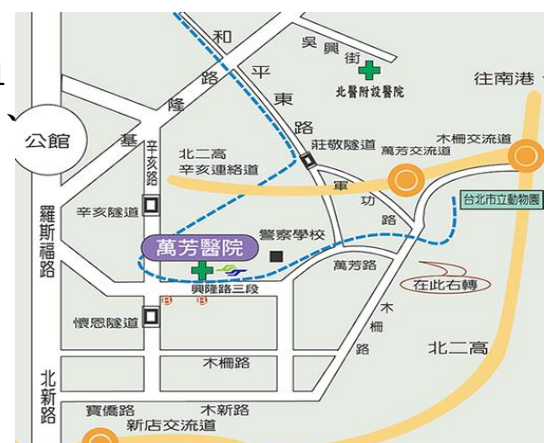 和平東路
吳興街
北醫附設醫院
往南港
基隆路
公館
辛亥路
北二高
辛亥連絡道
莊敬隧道
萬芳交流道
木柵交流道
軍功路
台北市立動物園
羅斯福路
辛亥隧道
萬芳醫院
警察學校
萬芳路
興隆路三段
B
B
在此右轉
懷恩隧道
木柵路
木柵路
北二高
北新路
寶僑路
木新路
新店交流道